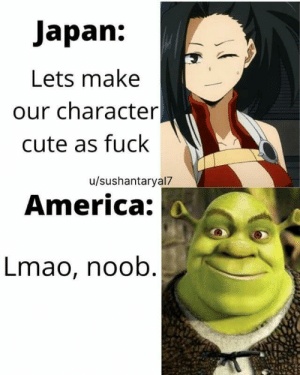 Japan:
Lets make
our character
cute as fuck
u/sushantaryal7
America:
Lmao, noob.